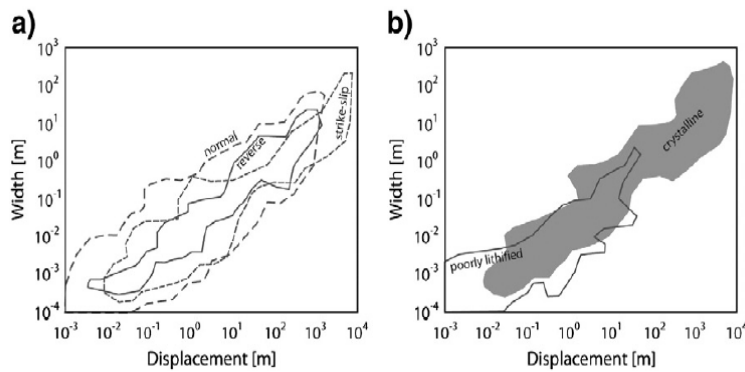 a)
b)
10³
10²
10¹
10⁰
10⁻¹
10⁻²
10⁻³
10⁻⁴
Width [m]
normal
reverse
strike-slip
10⁻³ 10⁻² 10⁻¹ 10⁰ 10¹ 10² 10³ 10⁴
Displacement [m]
10³
10²
10¹
10⁰
10⁻¹
10⁻²
10⁻³
10⁻⁴
Width [m]
crystalline
poorly lithified
10⁻³ 10⁻² 10⁻¹ 10⁰ 10¹ 10² 10³ 10⁴
Displacement [m]